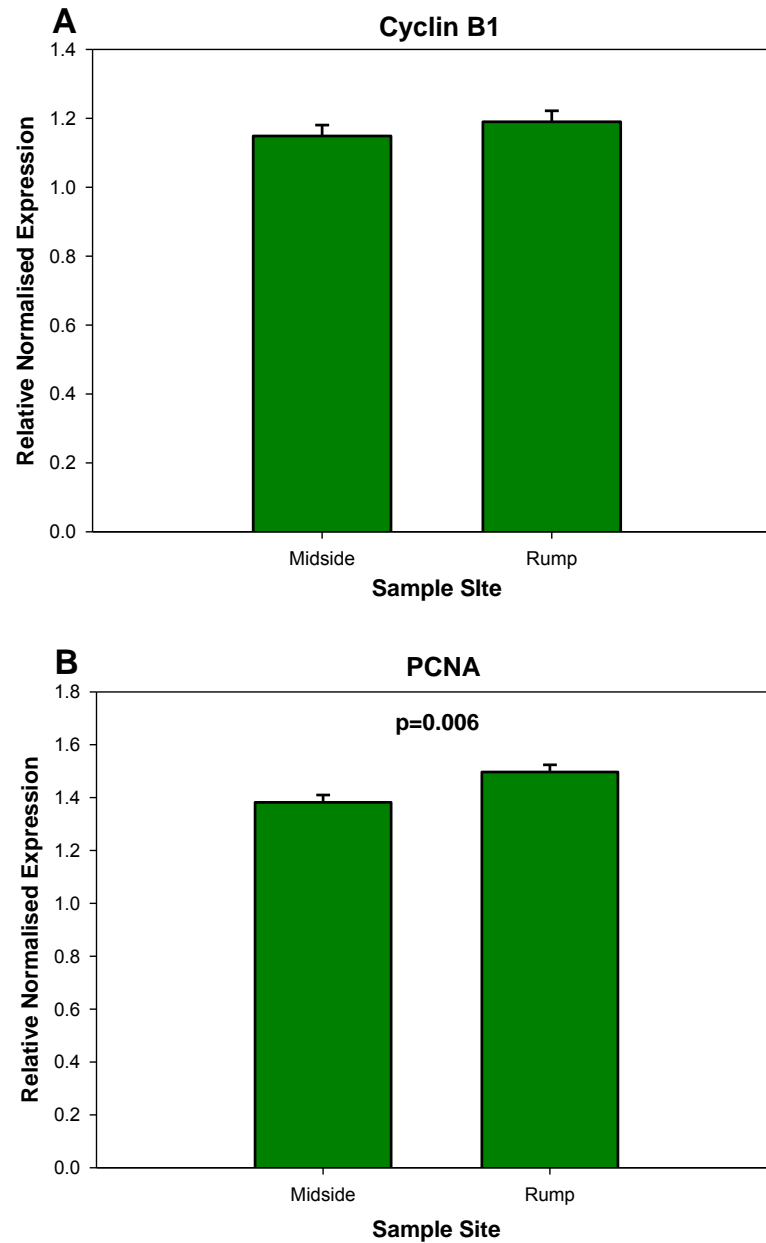 A
Cyclin B1
1.4
1.2
1.0
0.8
0.6
0.4
0.2
0.0
Relative Normalised Expression
Midside Rump
Sample SIte
B
PCNA
p=0.006
1.8
1.6
1.4
1.2
1.0
0.8
0.6
0.4
0.2
0.0
Relative Normalised Expression
Midside Rump
Sample Site